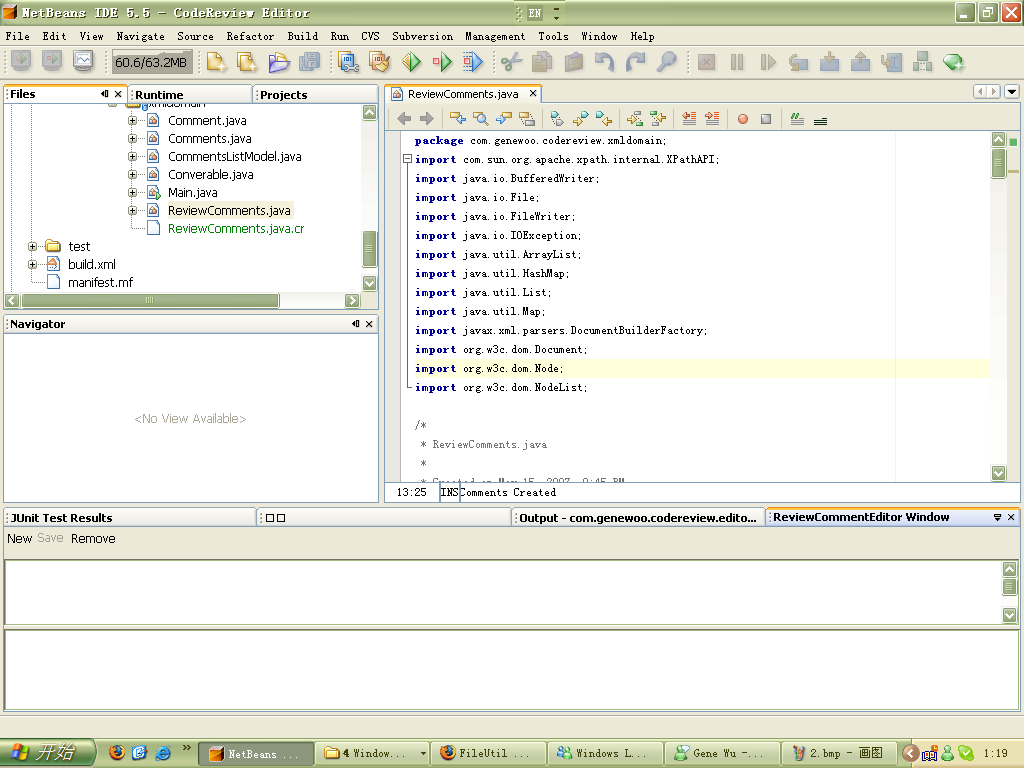 NetBeans IDE 5.5 - CodeReview Editor
EN
File Edit View Navigate Source Refactor Build Run CVS Subversion Management Tools Window Help
60.6/63.2MB
Files Runtime Projects
xmldomain
Comment.java
Comments.java
CommentsListModel.java
Converable.java
Main.java
ReviewComments.java
ReviewComments.java.cr
test
build.xml
manifest.mf
Navigator
<No View Available>
ReviewComments.java
package com.genewoo.codereview.xmldomain;
import com.sun.org.apache.xpath.internal.XPathAPI;
import java.io.BufferedWriter;
import java.io.File;
import java.io.FileWriter;
import java.io.IOException;
import java.util.ArrayList;
import java.util.HashMap;
import java.util.List;
import java.util.Map;
import javax.xml.parsers.DocumentBuilderFactory;
import org.w3c.dom.Document;
import org.w3c.dom.Node;
import org.w3c.dom.NodeList;
/*
* ReviewComments.java
*
13:25 INS Comments Created
JUnit Test Results
Output - com.genewoo.codereview.edito...
ReviewCommentEditor Window
New Save Remove
开始
NetBeans ...
4 Window...
FileUtil ...
Windows L...
Gene Wu -...
2.bmp - 画图
1:19